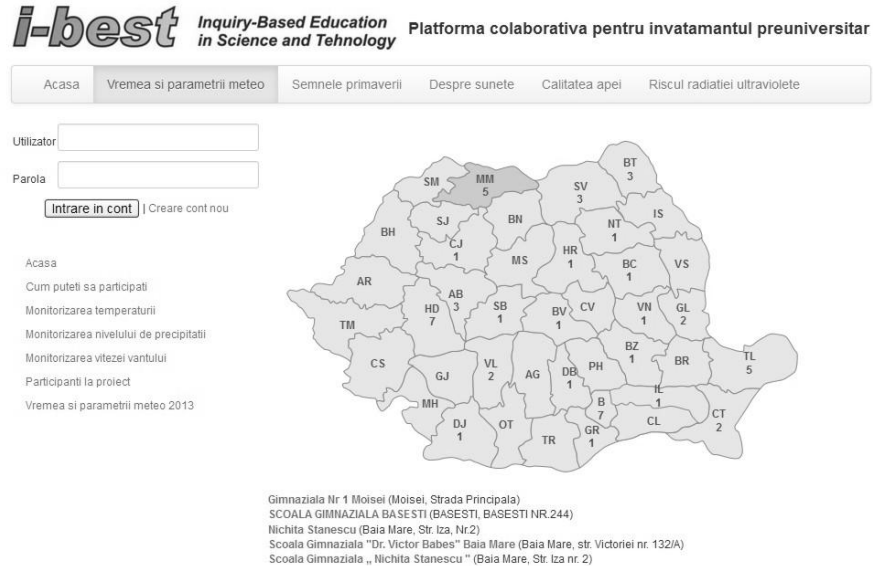 i-best
Inquiry-Based Education
in Science and Tehnology
Platforma colaborativa pentru invatamantul preuniversitar
Acasa Vremea si parametrii meteo Semnele primaverii Despre sunete Calitatea apei Riscul radiatiei ultraviolete
Utilizator
Parola
Intrare in cont | Creare cont nou
Acasa
Cum puteti sa participati
Monitorizarea temperaturii
Monitorizarea nivelului de precipitatii
Monitorizarea vitezei vantului
Participanti la proiect
Vremea si parametrii meteo 2013
BT
3
SM
MM
5
SV
3
IS
SJ
BN
NT
1
BH
CJ
1
HR
1
MS
BC
1
VS
AR
AB
3
HD
7
SB
1
BV
1
CV
VN
1
GL
2
TM
CS
GJ
VL
2
AG
DB
1
PH
BZ
1
BR
TL
5
MH
IL
1
B
7
CL
CT
2
DJ
1
OT
TR
GR
1
Gimnaziala Nr 1 Moisei (Moisei, Strada Principala)
SCOALA GIMNAZIALA BASESTI (BASESTI, BASESTI NR.244)
Nichita Stanescu (Baia Mare, Str. Iza, Nr.2)
Scoala Gimnaziala "Dr. Victor Babes" Baia Mare (Baia Mare, str. Victoriei nr. 132/A)
Scoala Gimnaziala „ Nichita Stanescu " (Baia Mare, Str. Iza nr. 2)